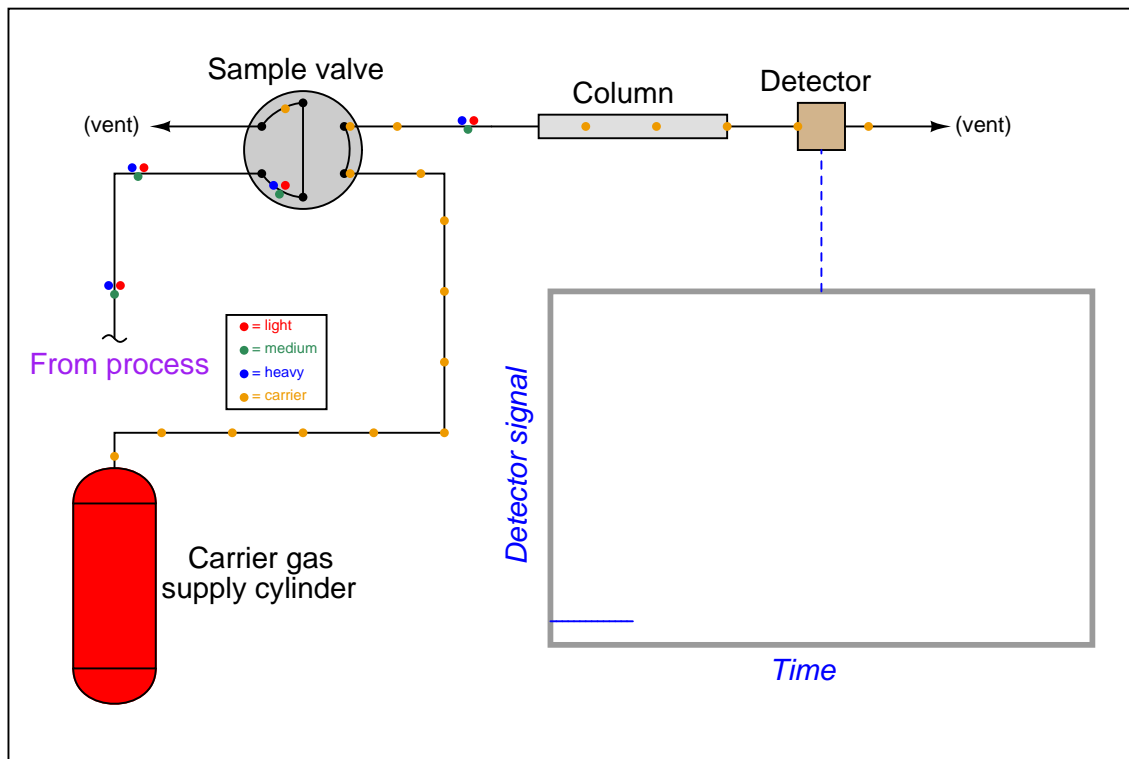 Sample valve
Column
Detector
(vent)
(vent)
From process
= light
= medium
= heavy
= carrier
Detector signal
Carrier gas
supply cylinder
Time